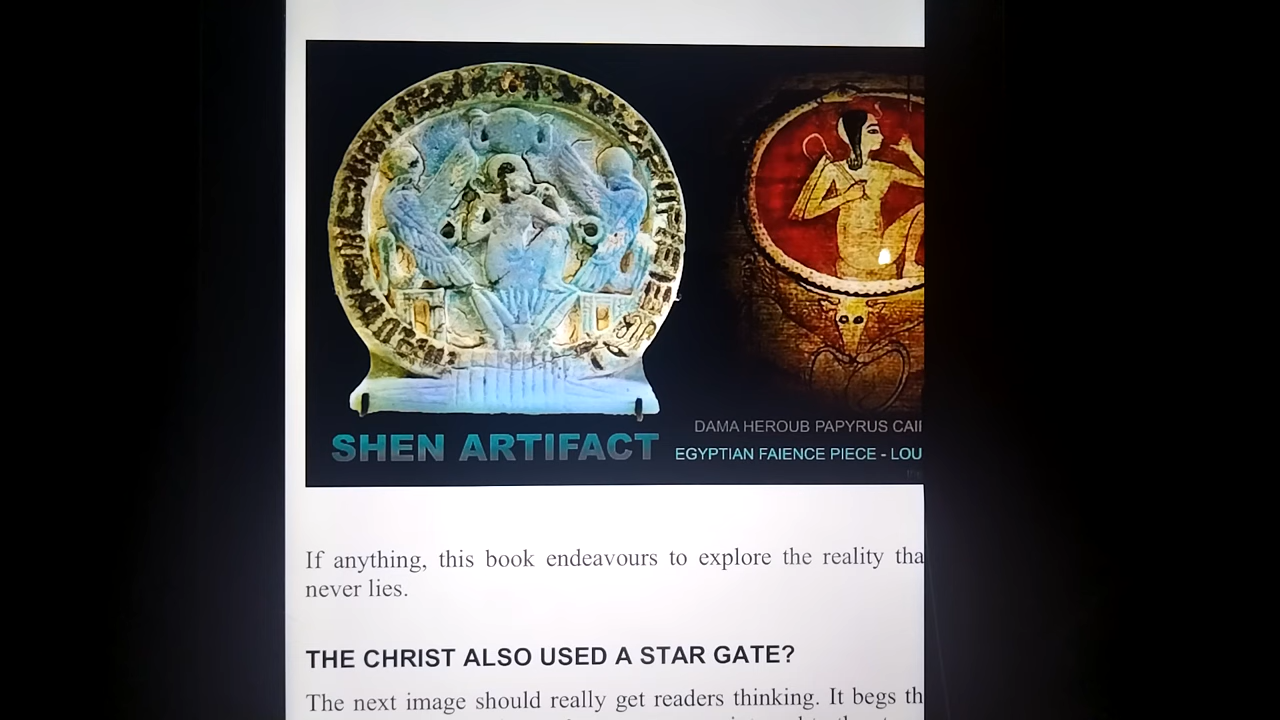 DAMA HEROUB PAPYRUS CAI
SHEN ARTIFACT
EGYPTIAN FAIENCE PIECE - LOU
If anything, this book endeavours to explore the reality tha
never lies.
THE CHRIST ALSO USED A STAR GATE?
The next image should really get readers thinking. It begs th